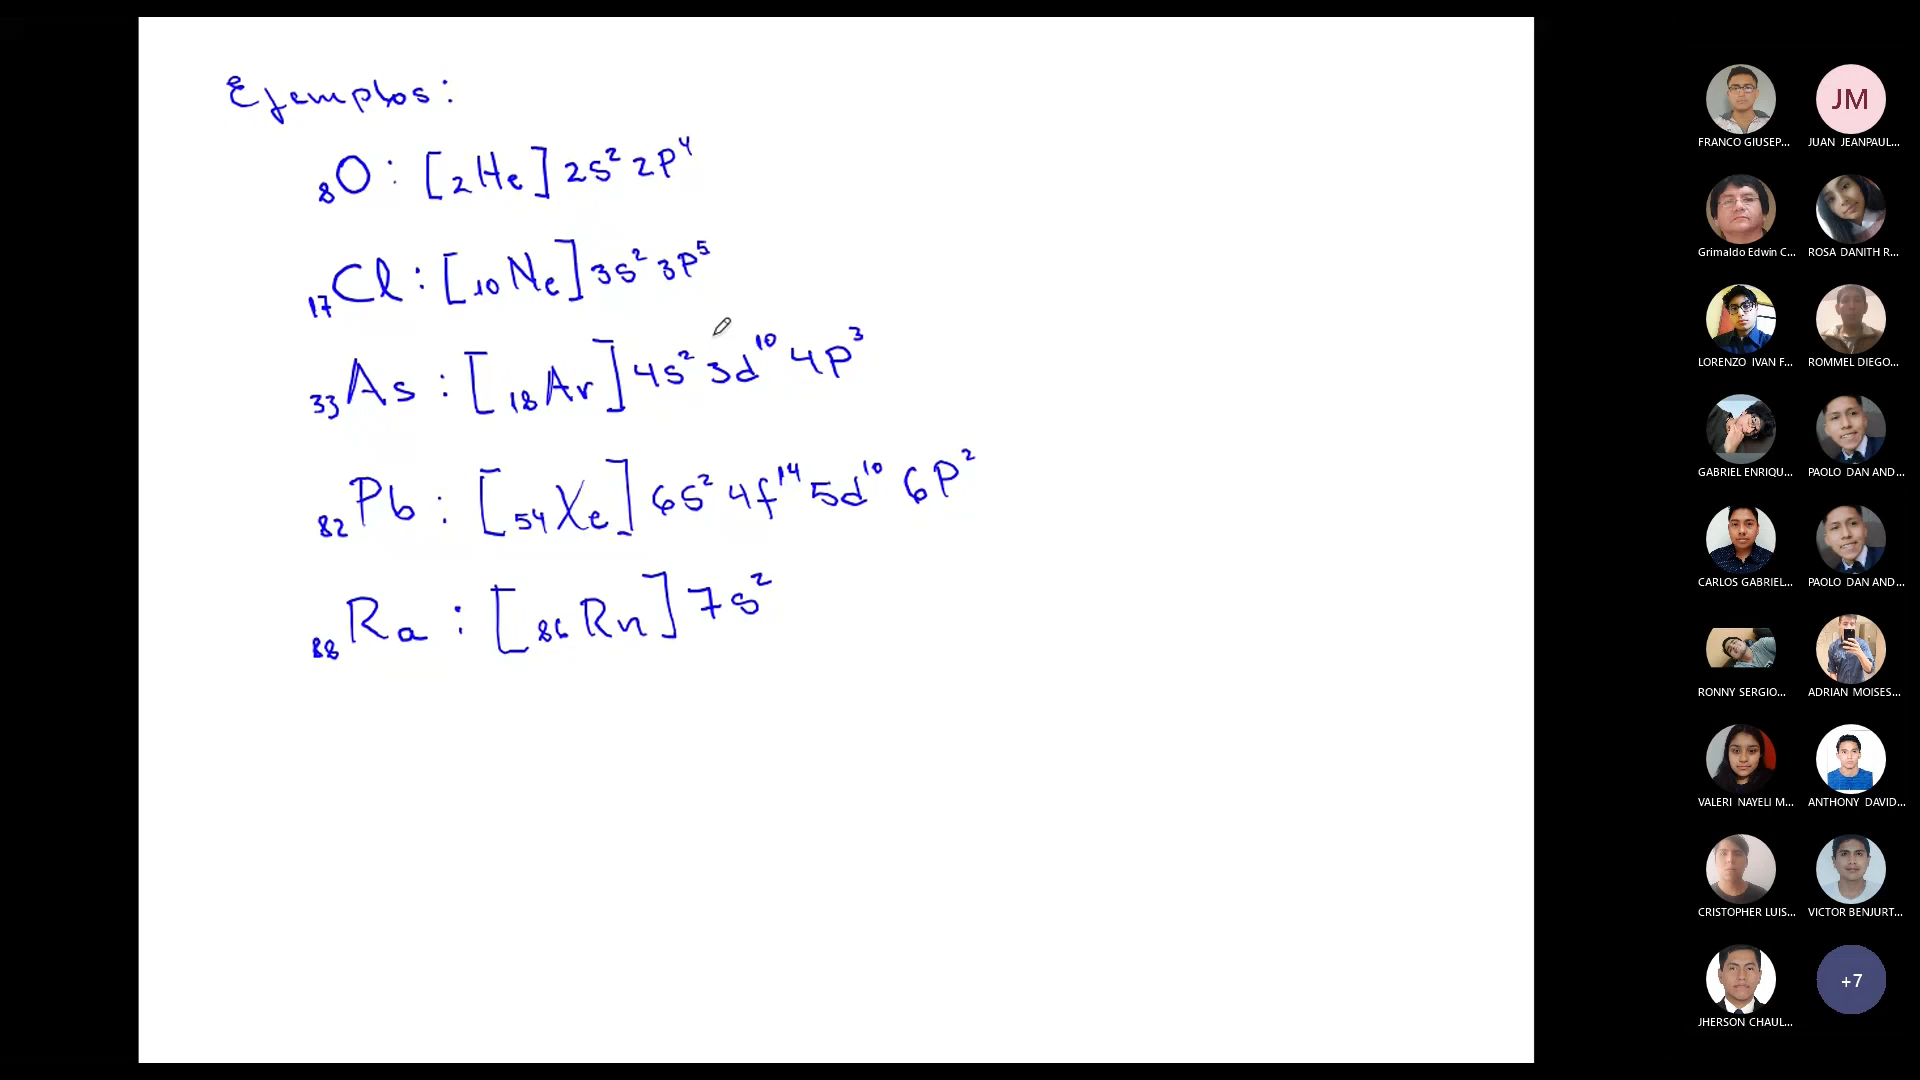 Ejemplos:
₈O : [₂He] 2s² 2p⁴
₁₇Cl : [₁₀Ne] 3s² 3p⁵
₃₃As : [₁₈Ar] 4s² 3d¹⁰ 4p³
₈₂Pb : [₅₄Xe] 6s² 4f¹⁴ 5d¹⁰ 6p²
₈₈Ra : [₈₆Rn] 7s²
JM
FRANCO GIUSEP... JUAN JEANPAUL...
Grimaldo Edwin C... ROSA DANITH R...
LORENZO IVAN F... ROMMEL DIEGO...
GABRIEL ENRIQU... PAOLO DAN AND...
CARLOS GABRIEL... PAOLO DAN AND...
RONNY SERGIO... ADRIAN MOISES...
VALERI NAYELI M... ANTHONY DAVID...
CRISTOPHER LUIS... VICTOR BENJURT...
+7
JHERSON CHAUL...